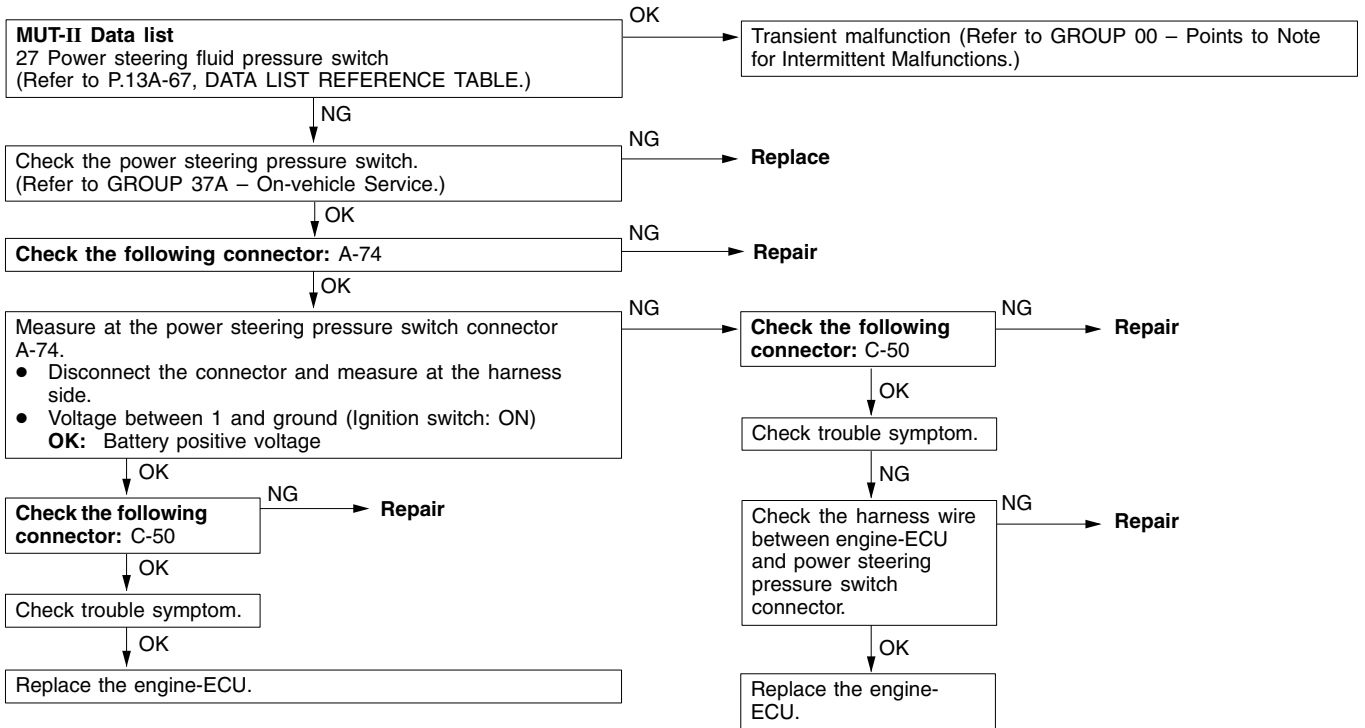 MUT-II Data list
27 Power steering fluid pressure switch
(Refer to P.13A-67, DATA LIST REFERENCE TABLE.)
OK
Transient malfunction (Refer to GROUP 00 – Points to Note
for Intermittent Malfunctions.)
NG
Check the power steering pressure switch.
(Refer to GROUP 37A – On-vehicle Service.)
NG
Replace
OK
Check the following connector: A-74
NG
Repair
OK
Measure at the power steering pressure switch connector
A-74.
● Disconnect the connector and measure at the harness
side.
● Voltage between 1 and ground (Ignition switch: ON)
OK: Battery positive voltage
NG
Check the following
connector: C-50
NG
Repair
OK
Check trouble symptom.
NG
Check the harness wire
between engine-ECU
and power steering
pressure switch
connector.
NG
Repair
OK
Replace the engine-
ECU.
OK
Check the following
connector: C-50
NG
Repair
OK
Check trouble symptom.
OK
Replace the engine-ECU.